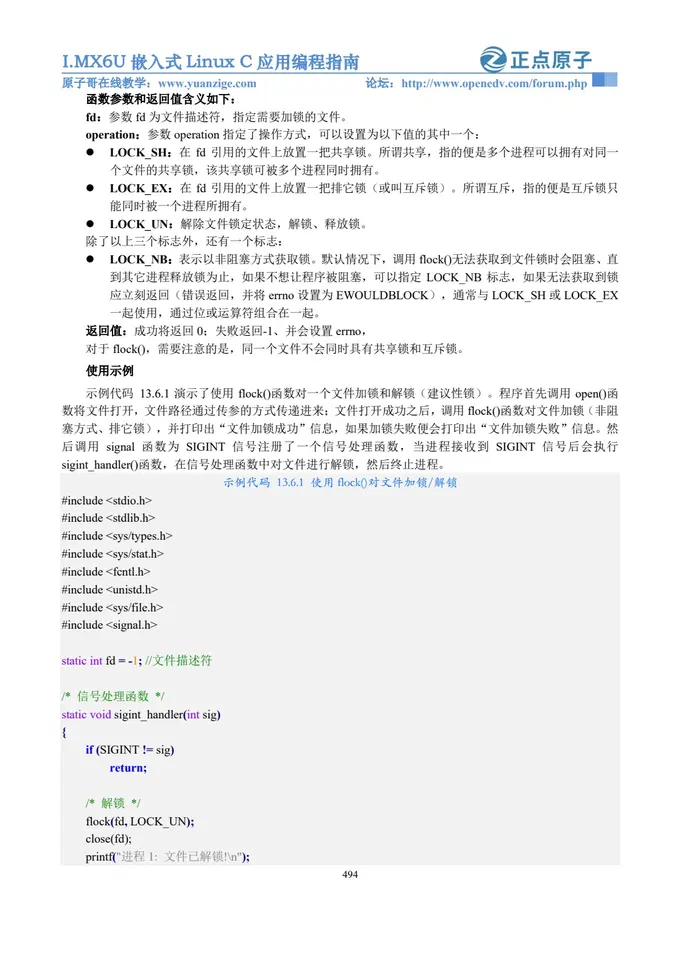 I.MX6U 嵌入式 Linux C 应用编程指南
正点原子
原子哥在线教学：www.yuanzige.com 论坛：http://www.openedv.com/forum.php
函数参数和返回值含义如下：
fd：参数 fd 为文件描述符，指定需要加锁的文件。
operation：参数 operation 指定了操作方式，可以设置为以下值的其中一个：
● LOCK_SH：在 fd 引用的文件上放置一把共享锁。所谓共享，指的便是多个进程可以拥有对同一
个文件的共享锁，该共享锁可被多个进程同时拥有。
● LOCK_EX：在 fd 引用的文件上放置一把排它锁（或叫互斥锁）。所谓互斥，指的便是互斥锁只
能同时被一个进程所拥有。
● LOCK_UN：解除文件锁定状态，解锁、释放锁。
除了以上三个标志外，还有一个标志：
● LOCK_NB：表示以非阻塞方式获取锁。默认情况下，调用 flock()无法获取到文件锁时会阻塞、直
到其它进程释放锁为止，如果不想让程序被阻塞，可以指定 LOCK_NB 标志，如果无法获取到锁
应立刻返回（错误返回，并将 errno 设置为 EWOULDBLOCK），通常与 LOCK_SH 或 LOCK_EX
一起使用，通过位或运算符组合在一起。
返回值：成功将返回 0；失败返回-1、并会设置 errno，
对于 flock()，需要注意的是，同一个文件不会同时具有共享锁和互斥锁。
使用示例
示例代码 13.6.1 演示了使用 flock()函数对一个文件加锁和解锁（建议性锁）。程序首先调用 open()函
数将文件打开，文件路径通过传参的方式传递进来；文件打开成功之后，调用 flock()函数对文件加锁（非阻
塞方式、排它锁），并打印出“文件加锁成功”信息，如果加锁失败便会打印出“文件加锁失败”信息。然
后调用 signal 函数为 SIGINT 信号注册了一个信号处理函数，当进程接收到 SIGINT 信号后会执行
sigint_handler()函数，在信号处理函数中对文件进行解锁，然后终止进程。
示例代码 13.6.1 使用 flock()对文件加锁/解锁
#include <stdio.h>
#include <stdlib.h>
#include <sys/types.h>
#include <sys/stat.h>
#include <fcntl.h>
#include <unistd.h>
#include <sys/file.h>
#include <signal.h>
static int fd = -1; //文件描述符
/* 信号处理函数 */
static void sigint_handler(int sig)
{
if (SIGINT != sig)
return;
/* 解锁 */
flock(fd, LOCK_UN);
close(fd);
printf("进程 1: 文件已解锁!\n");
494